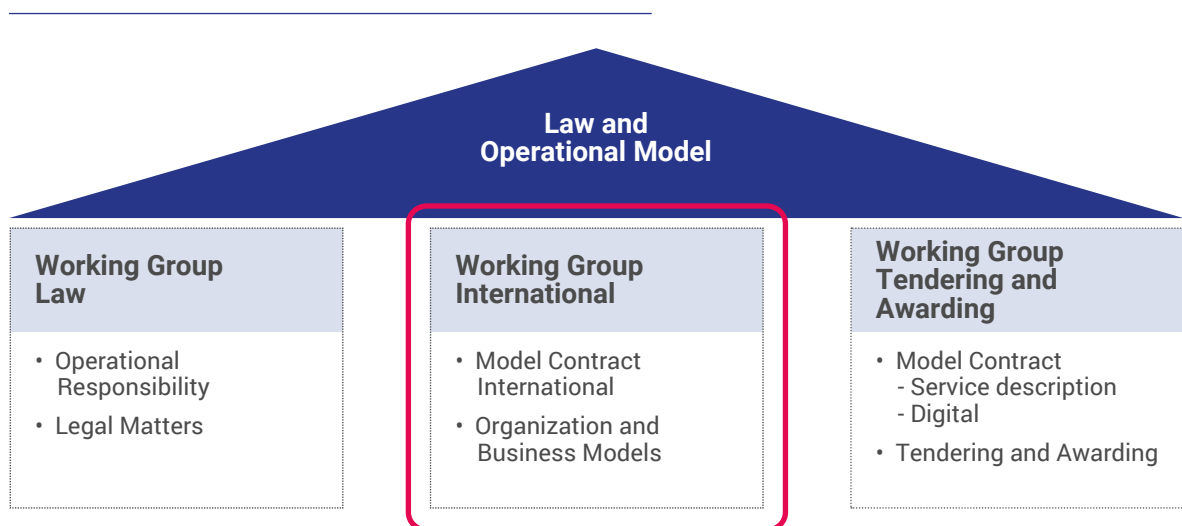 Law and
Operational Model
Working Group
Law
• Operational
Responsibility
• Legal Matters
Working Group
International
• Model Contract
International
• Organization and
Business Models
Working Group
Tendering and
Awarding
• Model Contract
- Service description
- Digital
• Tendering and Awarding